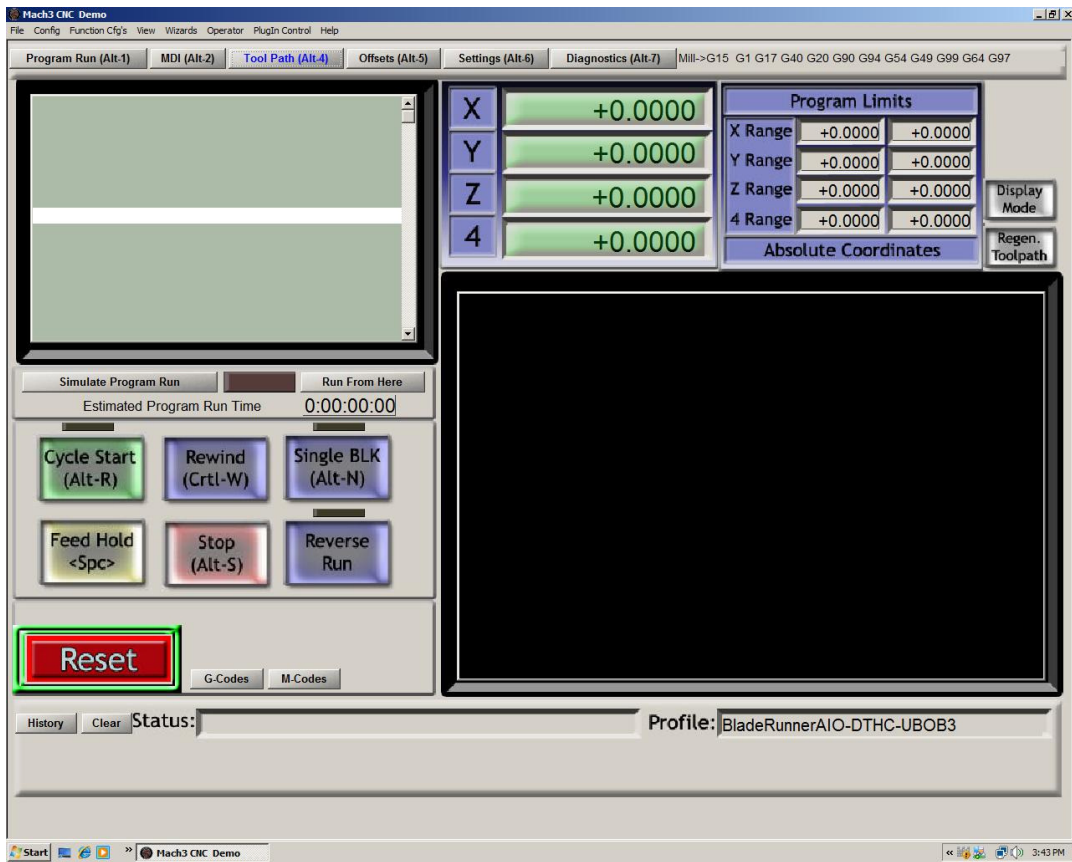 Mach3 CNC Demo
File Config Function Cfg's View Wizards Operator PlugIn Control Help
Program Run (Alt-1) MDI (Alt-2) Tool Path (Alt-4) Offsets (Alt-5) Settings (Alt-6) Diagnostics (Alt-7) Mill->G15 G1 G17 G40 G20 G90 G94 G54 G49 G99 G64 G97
X +0.0000
Y +0.0000
Z +0.0000
4 +0.0000
Program Limits
X Range +0.0000 +0.0000
Y Range +0.0000 +0.0000
Z Range +0.0000 +0.0000
4 Range +0.0000 +0.0000
Absolute Coordinates
Display
Mode
Regen.
Toolpath
Simulate Program Run Run From Here
Estimated Program Run Time 0:00:00:00
Cycle Start
(Alt-R)
Rewind
(Crtl-W)
Single BLK
(Alt-N)
Feed Hold
<Spc>
Stop
(Alt-S)
Reverse
Run
Reset
G-Codes M-Codes
History Clear Status: Profile: BladeRunnerAIO-DTHC-UBOB3
Start » Mach3 CNC Demo « 3:43 PM